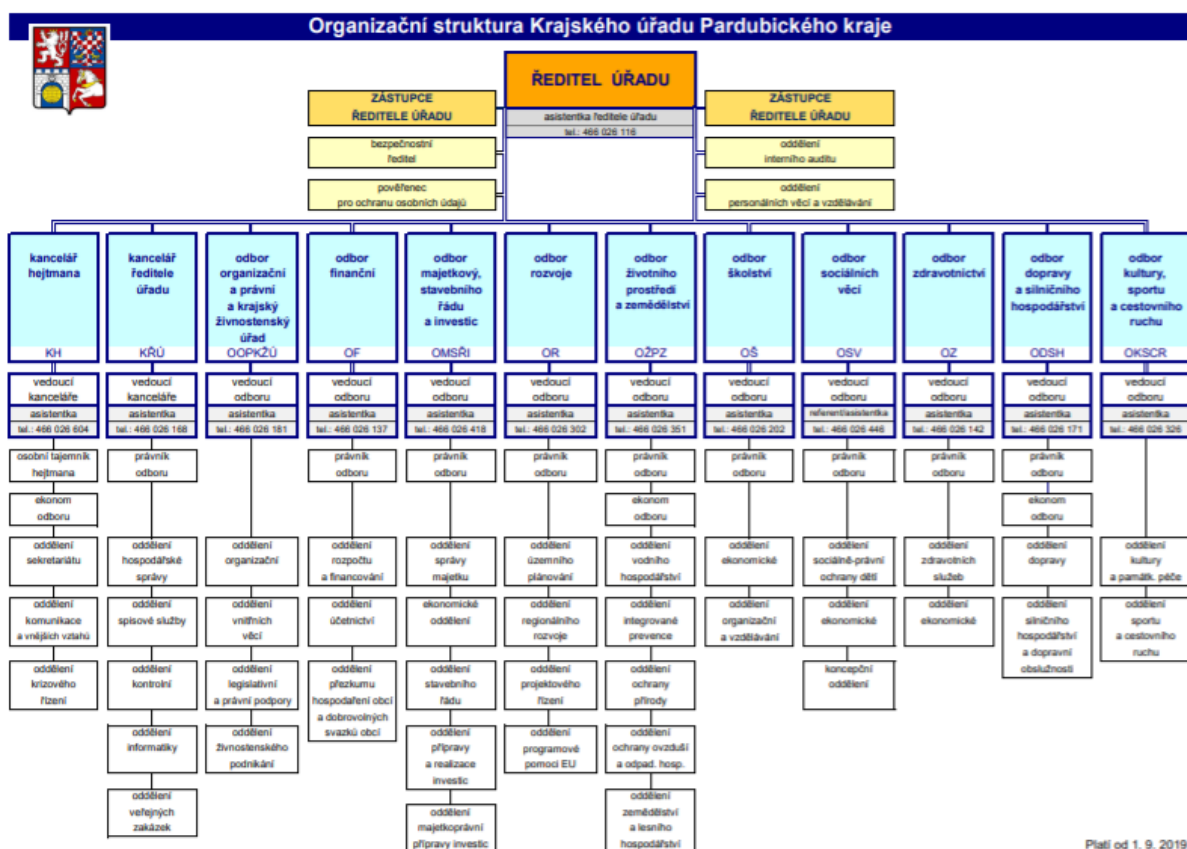 Organizační struktura Krajského úřadu Pardubického kraje
ŘEDITEL ÚŘADU
asistentka ředitele úřadu
tel.: 466 026 116
ZÁSTUPCE
ŘEDITELE ÚŘADU
bezpečnostní
ředitel
pověřenec
pro ochranu osobních údajů
ZÁSTUPCE
ŘEDITELE ÚŘADU
oddělení
interního auditu
oddělení
personálních věcí a vzdělávání
kancelář
hejtmana
KH
vedoucí
kanceláře
asistentka
tel.: 466 026 604
osobní tajemník
hejtmana
ekonom
odboru
oddělení
sekretariátu
oddělení
komunikace
a vnějších vztahů
oddělení
krizového
řízení
kancelář
ředitele
úřadu
KŘÚ
vedoucí
kanceláře
asistentka
tel.: 466 026 168
právník
odboru
oddělení
hospodářské
správy
oddělení
spisové služby
oddělení
kontrolní
oddělení
informatiky
oddělení
veřejných
zakázek
odbor
organizační
a právní
a krajský
živnostenský
úřad
OOPKŽÚ
vedoucí
odboru
asistentka
tel.: 466 026 181
oddělení
organizační
oddělení
vnitřních
věcí
oddělení
legislativní
a právní podpory
oddělení
živnostenského
podnikání
odbor
finanční
OF
vedoucí
odboru
asistentka
tel.: 466 026 137
právník
odboru
oddělení
rozpočtu
a financování
oddělení
účetnictví
oddělení
přezkumu
hospodaření obcí
a dobrovolných
svazků obcí
odbor
majetkový,
stavebního
řádu
a investic
OMSŘI
vedoucí
odboru
asistentka
tel.: 466 026 418
právník
odboru
oddělení
správy
majetku
ekonomické
oddělení
oddělení
stavebního
řádu
oddělení
přípravy
a realizace
investic
oddělení
majetkoprávní
přípravy investic
odbor
rozvoje
OR
vedoucí
odboru
asistentka
tel.: 466 026 302
právník
odboru
oddělení
územního
plánování
oddělení
regionálního
rozvoje
oddělení
projektového
řízení
oddělení
programové
pomoci EU
odbor
životního
prostředí
a zemědělství
OŽPZ
vedoucí
odboru
asistentka
tel.: 466 026 351
právník
odboru
ekonom
odboru
oddělení
vodního
hospodářství
oddělení
integrované
prevence
oddělení
ochrany
přírody
oddělení
ochrany ovzduší
a odpad. hosp.
oddělení
zemědělství
a lesního
hospodářství
odbor
školství
OŠ
vedoucí
odboru
asistentka
tel.: 466 026 202
právník
odboru
oddělení
ekonomické
oddělení
organizační
a vzdělávání
odbor
sociálních
věcí
OSV
vedoucí
odboru
referent/asistentka
tel.: 466 026 446
právník
odboru
oddělení
sociálně-právní
ochrany dětí
oddělení
ekonomické
koncepční
oddělení
odbor
zdravotnictví
OZ
vedoucí
odboru
asistentka
tel.: 466 026 142
právník
odboru
oddělení
zdravotních
služeb
oddělení
ekonomické
odbor
dopravy
a silničního
hospodářství
ODSH
vedoucí
odboru
asistentka
tel.: 466 026 171
právník
odboru
ekonom
odboru
oddělení
dopravy
oddělení
silničního
hospodářství
a dopravní
obslužnosti
odbor
kultury,
sportu
a cestovního
ruchu
OKSCR
vedoucí
odboru
asistentka
tel.: 466 026 326
oddělení
kultury
a památk. péče
oddělení
sportu
a cestovního
ruchu
Platí od 1. 9. 2019